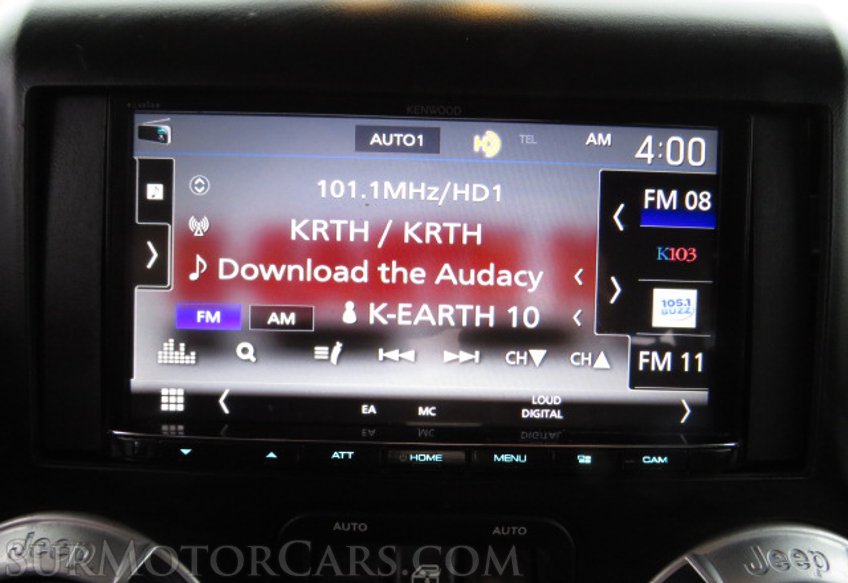 KENWOOD
AUTO1 TEL AM 4:00
101.1MHz/HD1
KRTH / KRTH
Download the Audacy
K-EARTH 10
FM AM
FM 08
K103
105.1
BUZZ
FM 11
CH CH
EA MC
LOUD
DIGITAL
ATT HOME MENU CAM
AUTO AUTO
Jeep Jeep
SURMOTORCARS.COM